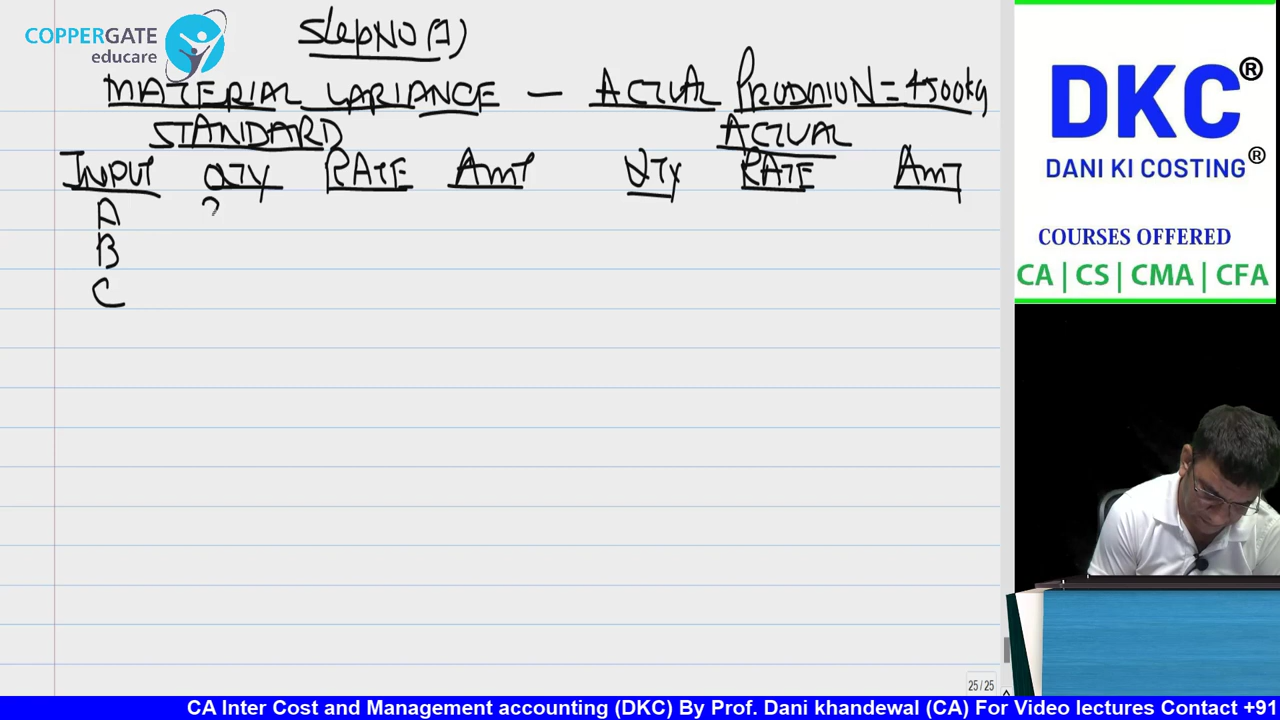 COPPERGATE
educare
Step NO (1)
MATERIAL VARIANCE — ACTUAL PRODUCTION = 4500kg
STANDARD ACTUAL
INPUT QTY RATE Amt QTY RATE Amt
A ?
B
C
25 / 25
DKC®
DANI KI COSTING®
COURSES OFFERED
CA | CS | CMA | CFA
CA Inter Cost and Management accounting (DKC) By Prof. Dani khandewal (CA) For Video lectures Contact +91